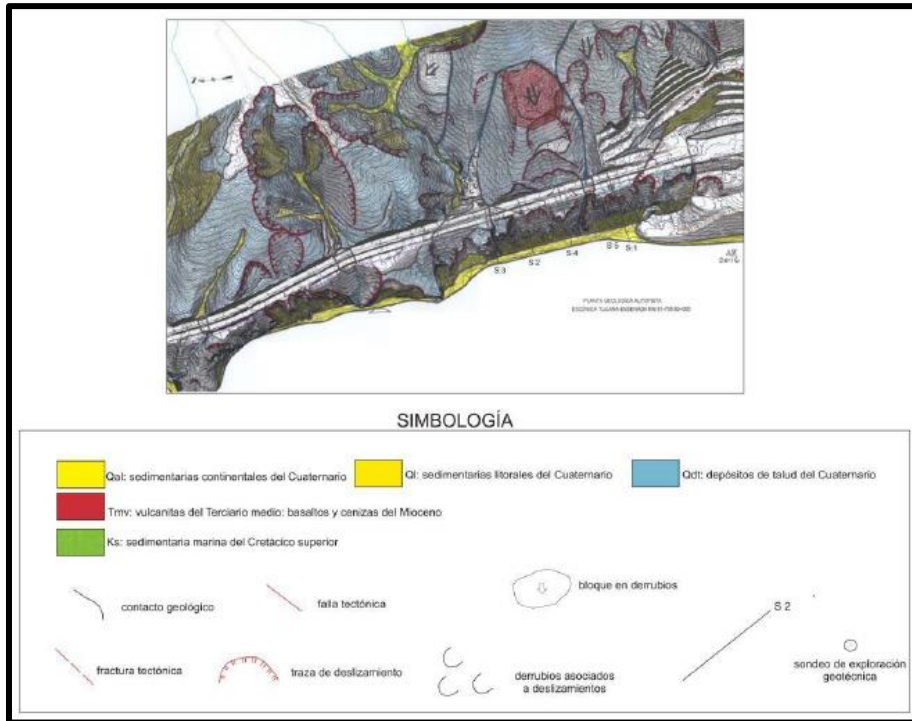 S·3
S·2
S·4
S·5
S·1
PLANTA GEOLOGICA AUTOPISTA
SIMBOLOGÍA
Qal: sedimentarias continentales del Cuaternario
Ql: sedimentarias litorales del Cuaternario
Qdt: depósitos de talud del Cuaternario
Tmv: vulcanitas del Terciario medio: basaltos y cenizas del Mioceno
Ks: sedimentaria marina del Cretácico superior
contacto geológico
falla tectónica
bloque en derrubios
S 2
fractura tectónica
traza de deslizamiento
derrubios asociados
a deslizamientos
sondeo de exploración
geotécnica